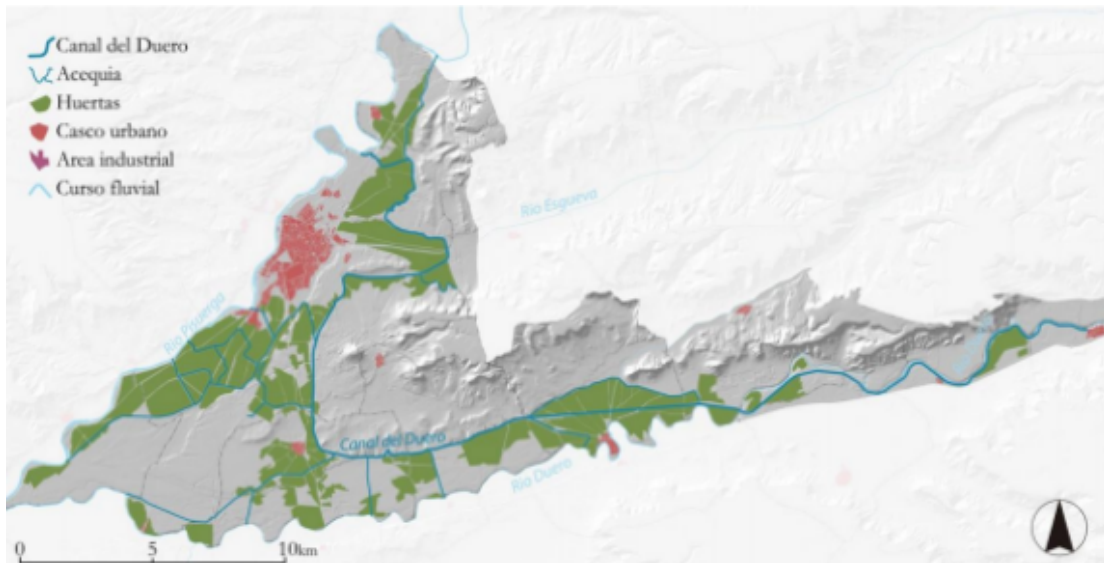 Canal del Duero
Acequia
Huertas
Casco urbano
Area industrial
Curso fluvial
Río Esgueva
Río Pisuerga
Canal del Duero
Río Duero
0 5 10km